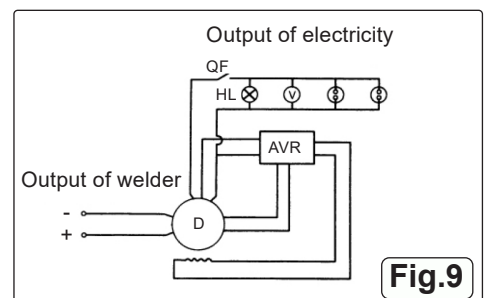 Output of electricity
QF
HL
V
AVR
Output of welder
-
D
+
Fig.9